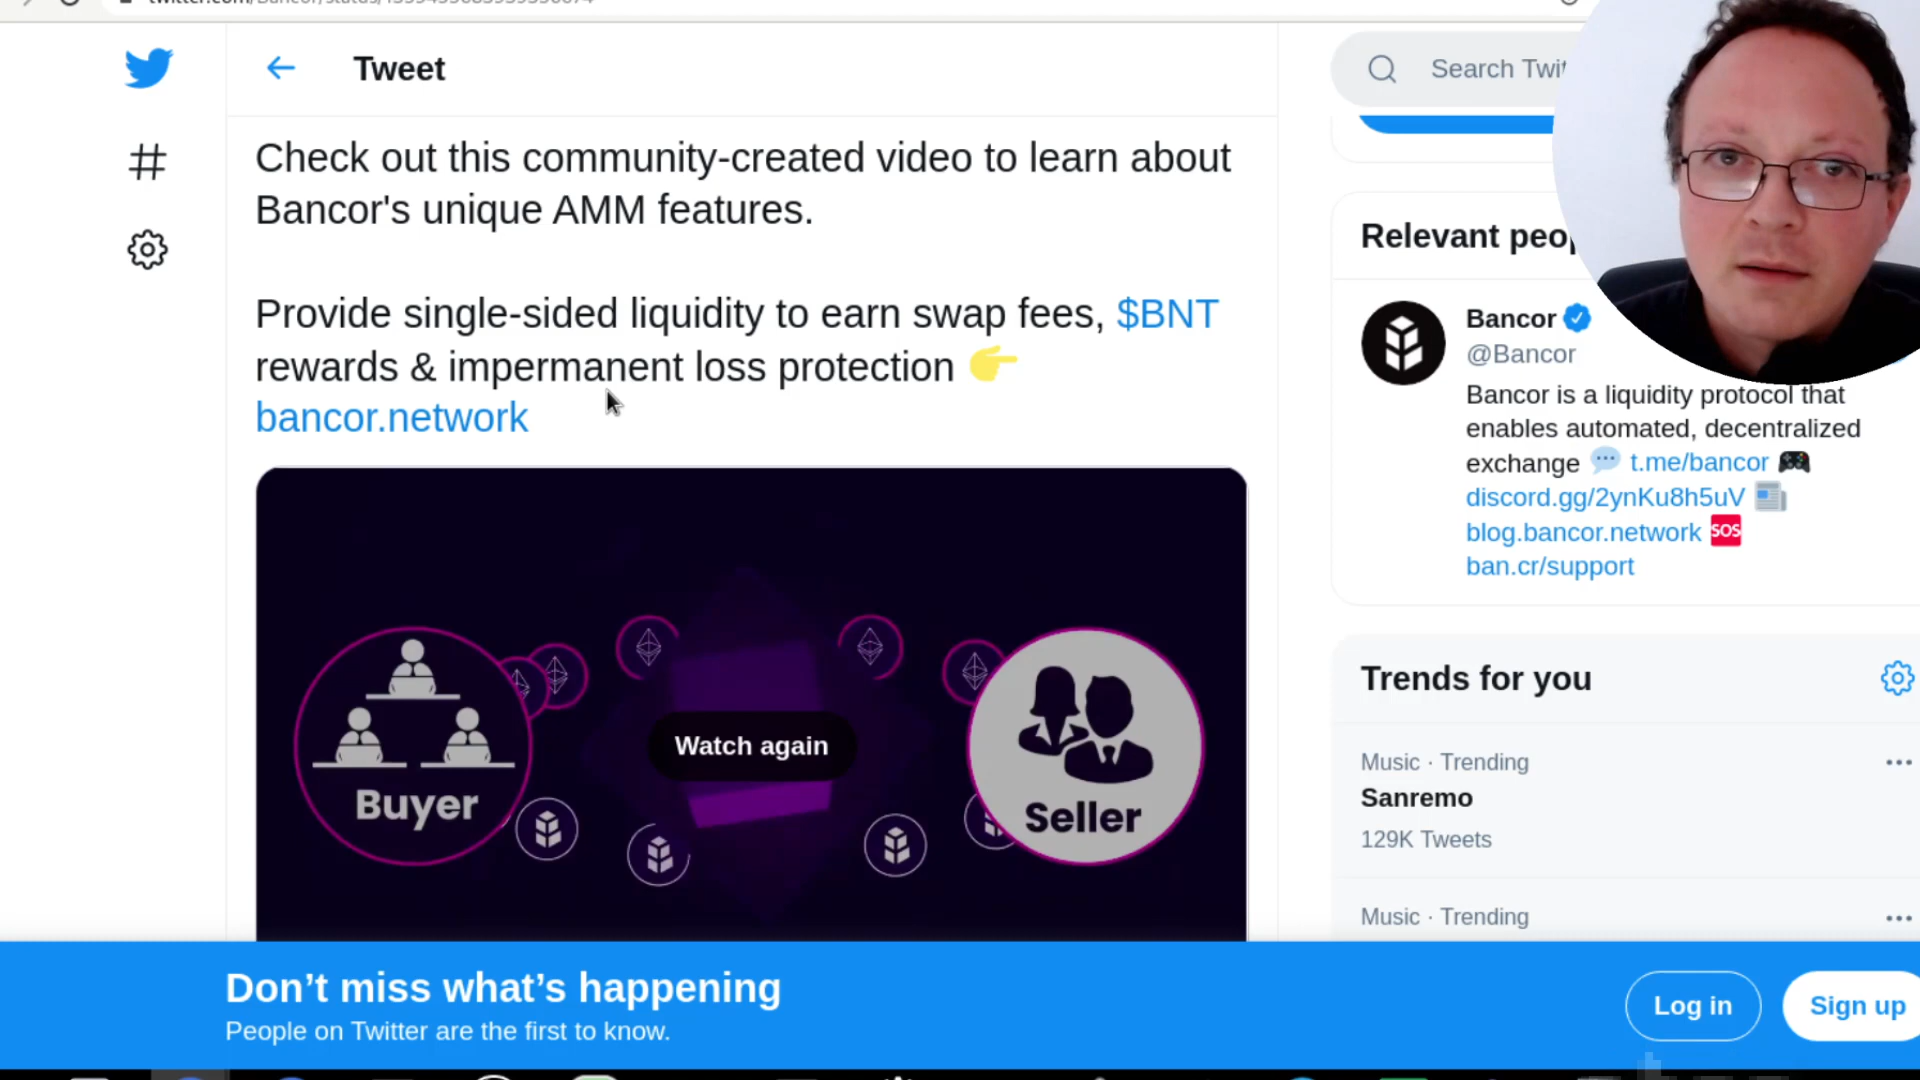 Tweet
Search Twit
Check out this community-created video to learn about
Bancor's unique AMM features.
Provide single-sided liquidity to earn swap fees, $BNT
rewards & impermanent loss protection
bancor.network
Buyer
Watch again
Seller
Relevant peop
Bancor
@Bancor
Bancor is a liquidity protocol that
enables automated, decentralized
exchange t.me/bancor
discord.gg/2ynKu8h5uV
blog.bancor.network SOS
ban.cr/support
Trends for you
Music · Trending
Sanremo
129K Tweets
Music · Trending
Don’t miss what’s happening
People on Twitter are the first to know.
Log in
Sign up